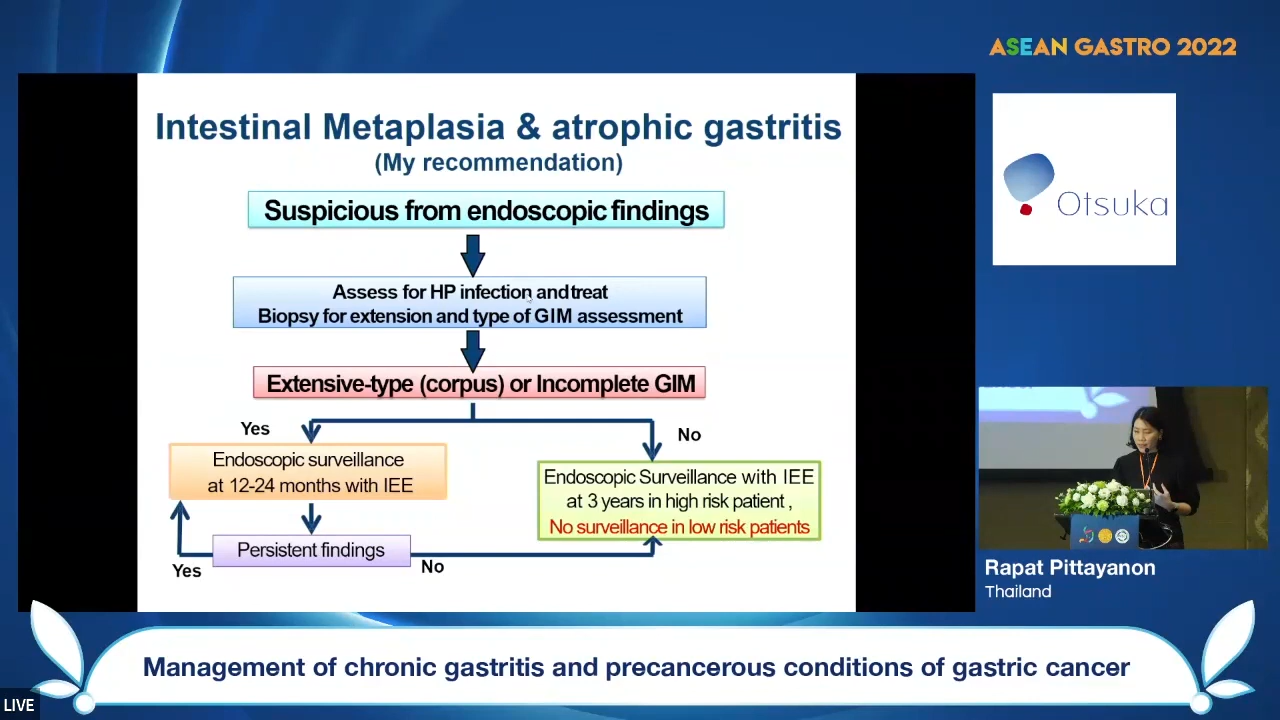 ASEAN GASTRO 2022
Intestinal Metaplasia & atrophic gastritis
(My recommendation)
Suspicious from endoscopic findings
Assess for HP infection and treat
Biopsy for extension and type of GIM assessment
Extensive-type (corpus) or Incomplete GIM
Yes
No
Endoscopic surveillance
at 12-24 months with IEE
Endoscopic Surveillance with IEE
at 3 years in high risk patient ,
No surveillance in low risk patients
Persistent findings
Yes
No
Otsuka
Rapat Pittayanon
Thailand
Management of chronic gastritis and precancerous conditions of gastric cancer
LIVE